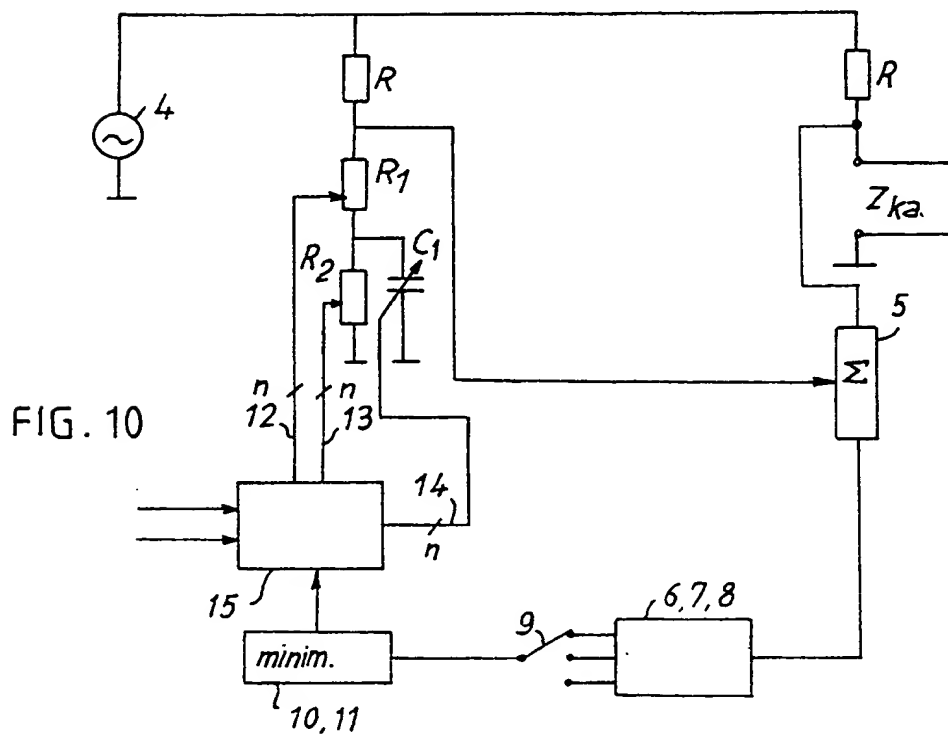 R
R
4
R1
Zka.
C1
R2
5
Σ
n
n
12
13
FIG. 10
14
n
15
6,7,8
9
minim.
10,11